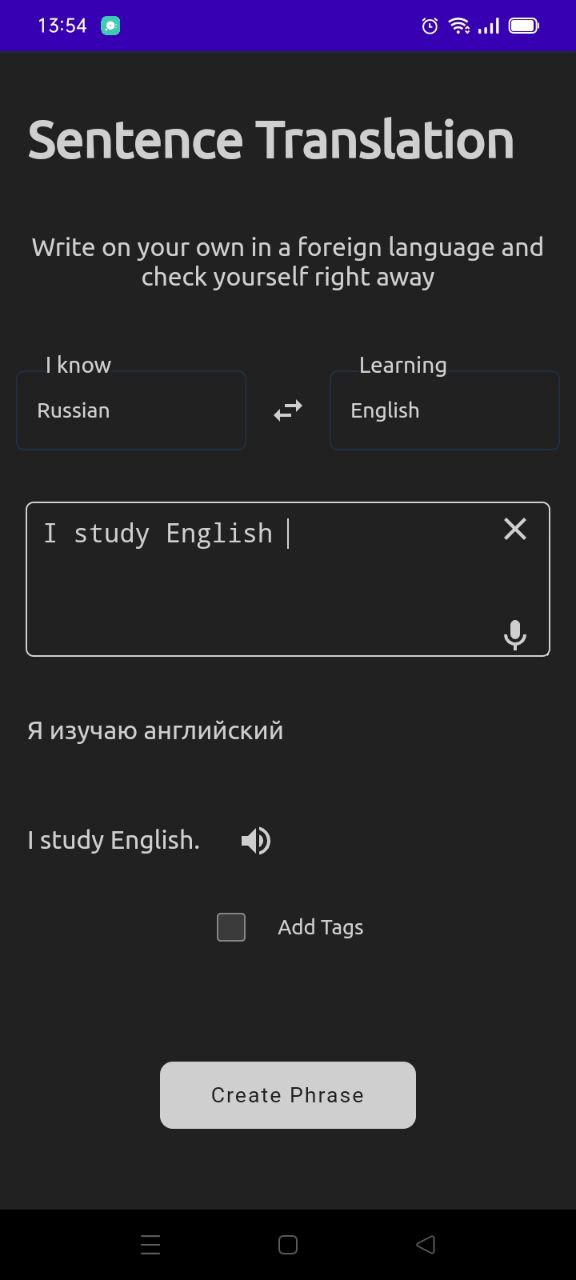 13:54
Sentence Translation
Write on your own in a foreign language and
check yourself right away
I know
Learning
Russian
English
I study English
Я изучаю английский
I study English.
Add Tags
Create Phrase